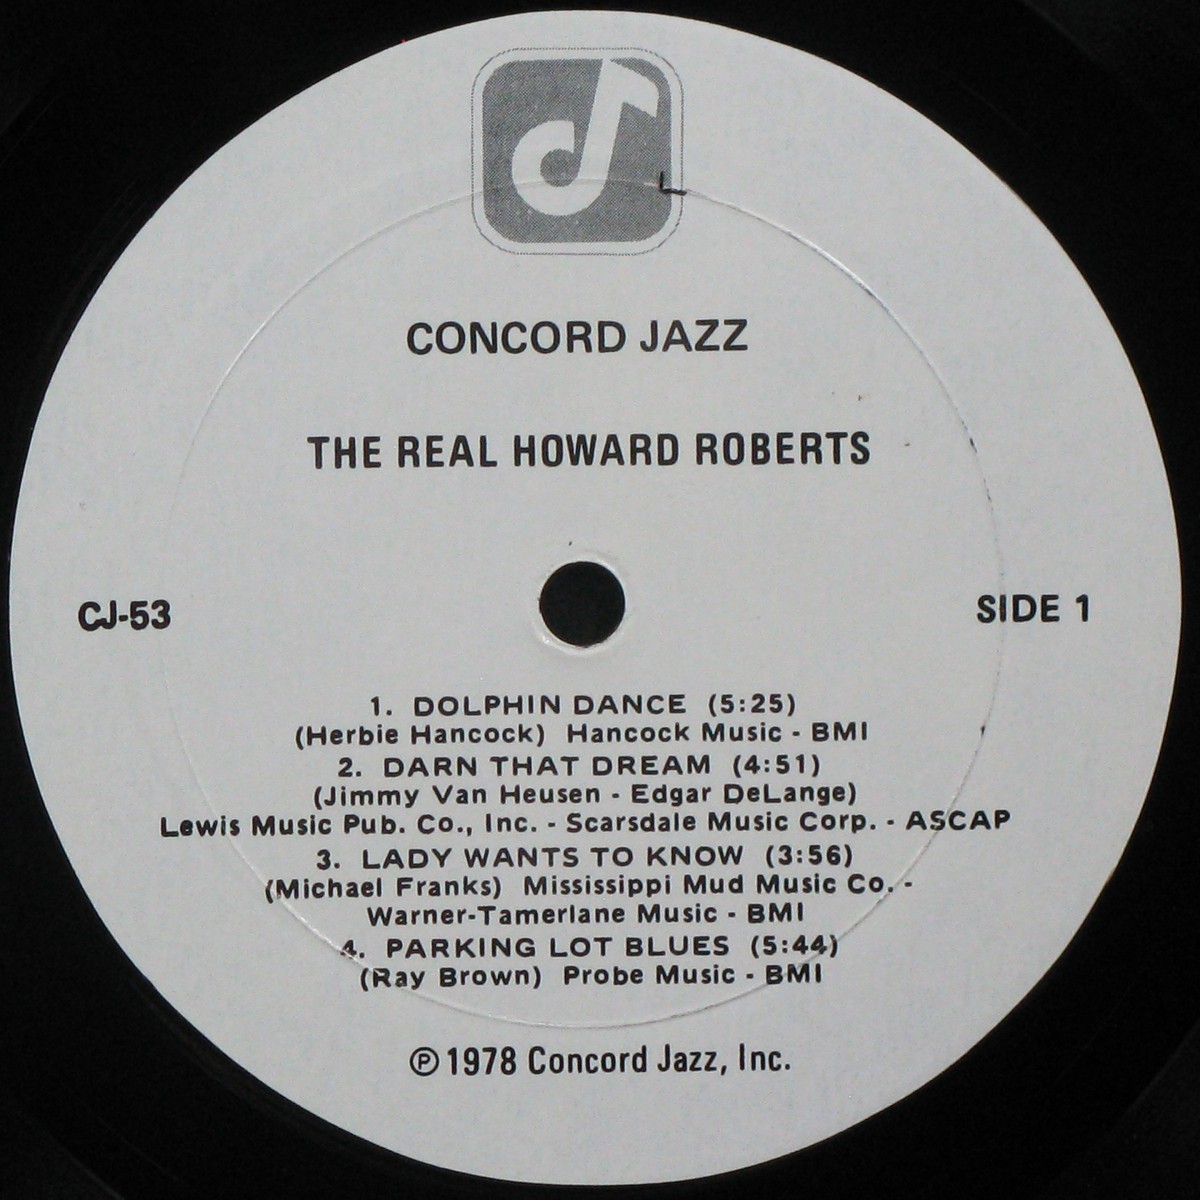 CONCORD JAZZ
THE REAL HOWARD ROBERTS
CJ-53
SIDE 1
1. DOLPHIN DANCE (5:25)
(Herbie Hancock) Hancock Music - BMI
2. DARN THAT DREAM (4:51)
(Jimmy Van Heusen - Edgar DeLange)
Lewis Music Pub. Co., Inc. - Scarsdale Music Corp. - ASCAP
3. LADY WANTS TO KNOW (3:56)
(Michael Franks) Mississippi Mud Music Co. -
Warner-Tamerlane Music - BMI
4. PARKING LOT BLUES (5:44)
(Ray Brown) Probe Music - BMI
℗ 1978 Concord Jazz, Inc.